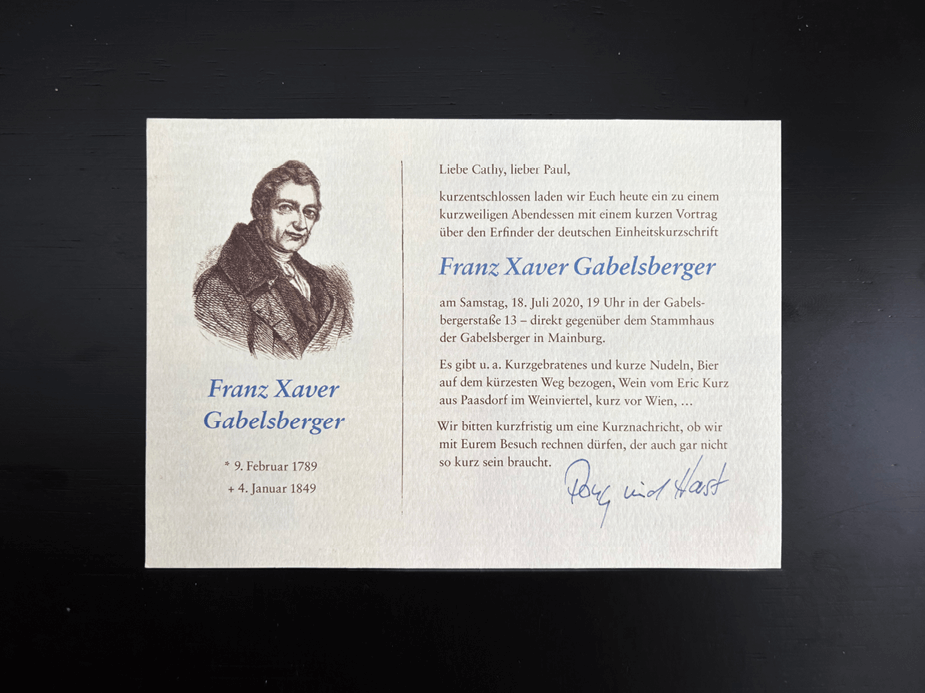 Franz Xaver
Gabelsberger
* 9. Februar 1789
+ 4. Januar 1849
Liebe Cathy, lieber Paul,
kurzentschlossen laden wir Euch heute ein zu einem
kurzweiligen Abendessen mit einem kurzen Vortrag
über den Erfinder der deutschen Einheitskurzschrift
Franz Xaver Gabelsberger
am Samstag, 18. Juli 2020, 19 Uhr in der Gabels-
bergerstaße 13 – direkt gegenüber dem Stammhaus
der Gabelsberger in Mainburg.
Es gibt u. a. Kurzgebratenes und kurze Nudeln, Bier
auf dem kürzesten Weg bezogen, Wein vom Eric Kurz
aus Paasdorf im Weinviertel, kurz vor Wien, …
Wir bitten kurzfristig um eine Kurznachricht, ob wir
mit Eurem Besuch rechnen dürfen, der auch gar nicht
so kurz sein braucht.
und